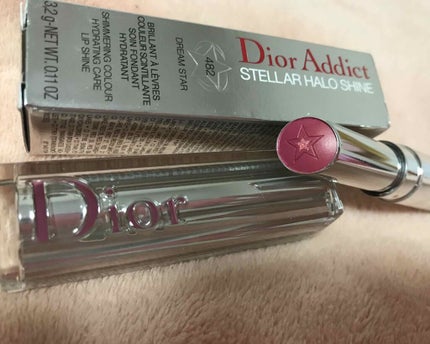 Dior Addict
STELLAR HALO SHINE
482
DREAM STAR
BRILLANT À LÈVRES
COULEUR SCINTILLANTE
SOIN FONDANT
HYDRATANT
SHIMMERING COLOUR
HYDRATING CARE
LIP SHINE
3.2 g-NET WT. 0.11 OZ
Dior